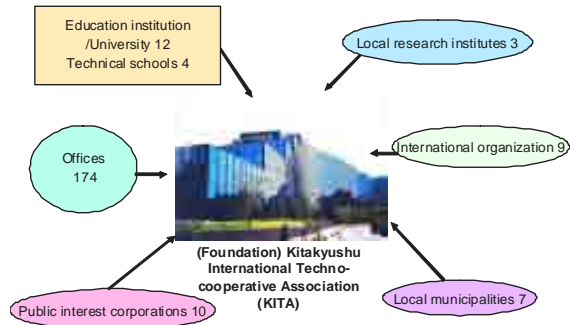 Education institution
/University 12
Technical schools 4
Local research institutes 3
Offices
174
International organization 9
(Foundation) Kitakyushu
International Techno-
cooperative Association
(KITA)
Public interest corporations 10
Local municipalities 7